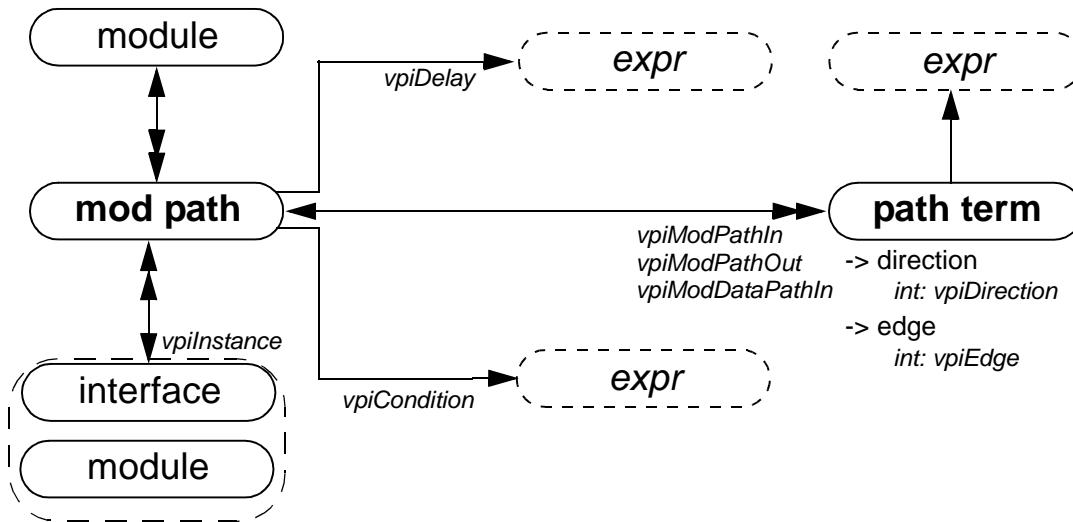 module
vpiDelay
expr
expr
mod path
path term
vpiModPathIn
vpiModPathOut
vpiModDataPathIn
-> direction
int: vpiDirection
-> edge
int: vpiEdge
vpiInstance
interface
module
vpiCondition
expr